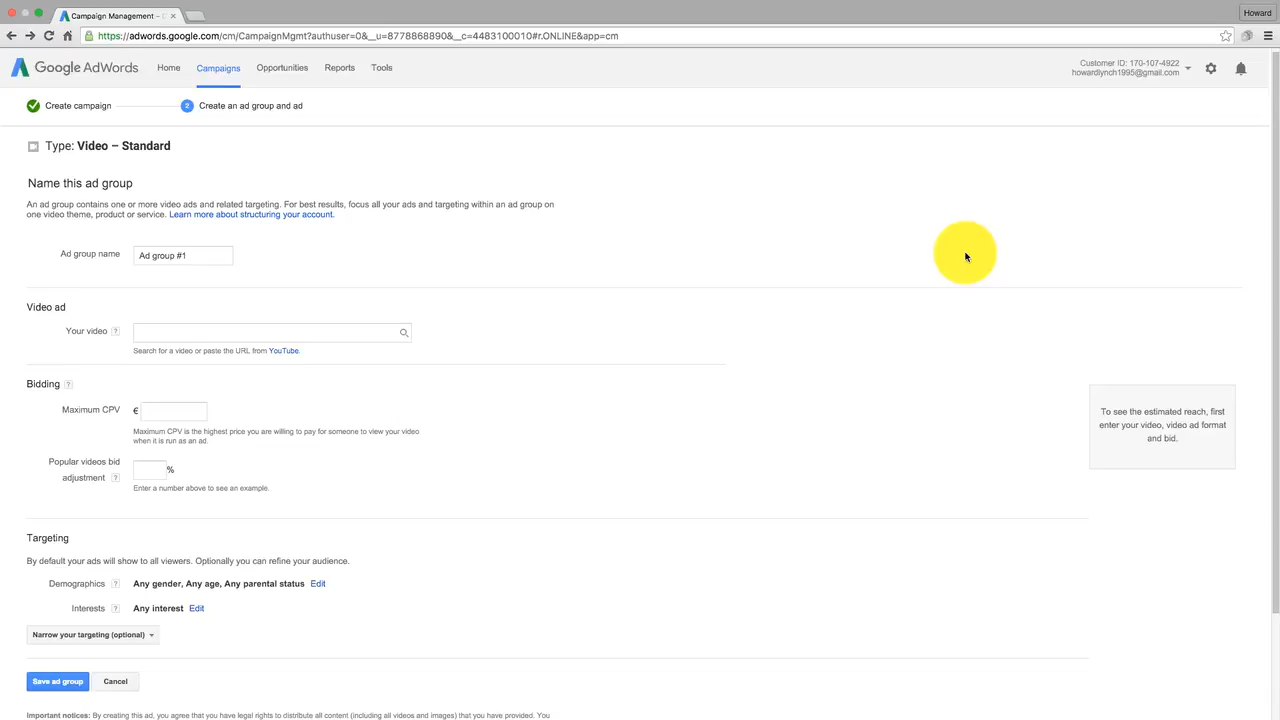 Campaign Management –
Howard
https://adwords.google.com/cm/CampaignMgmt?authuser=0&__u=8778868890&__c=4483100010#r.ONLINE&app=cm
Google AdWords Home Campaigns Opportunities Reports Tools
Customer ID: 170-107-4922
howardlynch1995@gmail.com
Create campaign 2 Create an ad group and ad
Type: Video – Standard
Name this ad group
An ad group contains one or more video ads and related targeting. For best results, focus all your ads and targeting within an ad group on
one video theme, product or service. Learn more about structuring your account.
Ad group name Ad group #1
Video ad
Your video ?
Search for a video or paste the URL from YouTube.
Bidding ?
Maximum CPV €
Maximum CPV is the highest price you are willing to pay for someone to view your video
when it is run as an ad.
Popular videos bid
adjustment ? %
Enter a number above to see an example.
To see the estimated reach, first
enter your video, video ad format
and bid.
Targeting
By default your ads will show to all viewers. Optionally you can refine your audience.
Demographics ? Any gender, Any age, Any parental status Edit
Interests ? Any interest Edit
Narrow your targeting (optional)
Save ad group Cancel
Important notices: By creating this ad, you agree that you have legal rights to distribute all content (including all videos and images) that you have provided. You